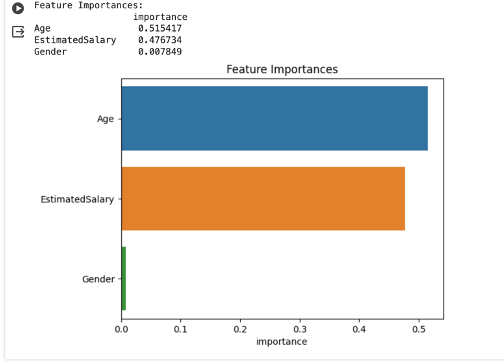 Feature Importances:
importance
Age 0.515417
EstimatedSalary 0.476734
Gender 0.007849
Feature Importances
Age
EstimatedSalary
Gender
0.0 0.1 0.2 0.3 0.4 0.5
importance